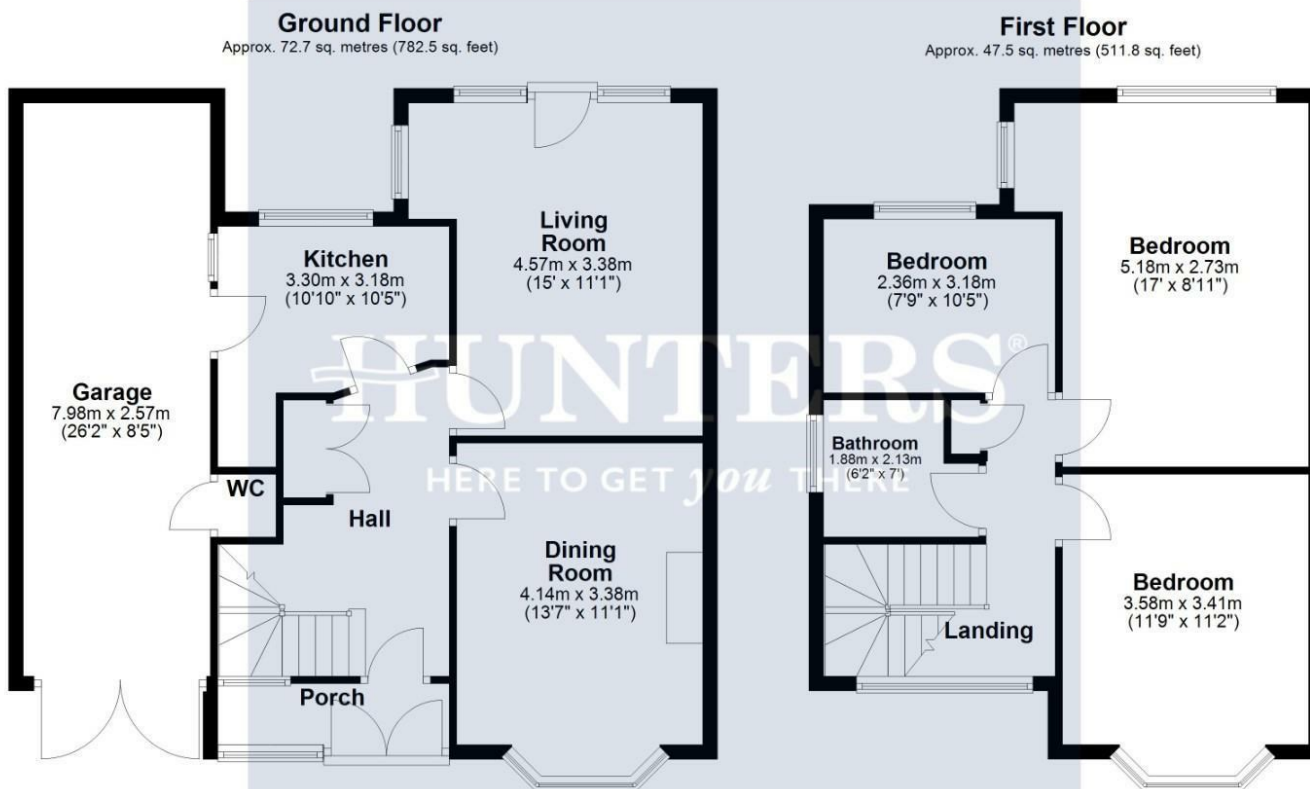 Ground Floor
Approx. 72.7 sq. metres (782.5 sq. feet)
First Floor
Approx. 47.5 sq. metres (511.8 sq. feet)
Living
Room
4.57m x 3.38m
(15' x 11'1")
Kitchen
3.30m x 3.18m
(10'10" x 10'5")
Garage
7.98m x 2.57m
(26'2" x 8'5")
WC
Hall
Dining
Room
4.14m x 3.38m
(13'7" x 11'1")
Porch
Bedroom
5.18m x 2.73m
(17' x 8'11")
Bedroom
2.36m x 3.18m
(7'9" x 10'5")
Bathroom
1.88m x 2.13m
(6'2" x 7')
Landing
Bedroom
3.58m x 3.41m
(11'9" x 11'2")
HUNTERS®
HERE TO GET you THERE